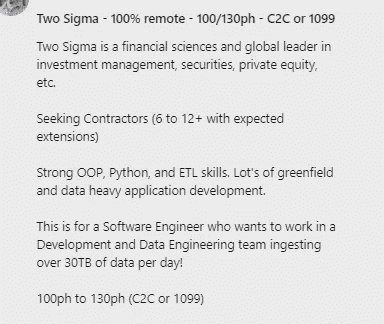 Two Sigma - 100% remote - 100/130ph - C2C or 1099
Two Sigma is a financial sciences and global leader in
investment management, securities, private equity,
etc.
Seeking Contractors (6 to 12+ with expected
extensions)
Strong OOP, Python, and ETL skills. Lot's of greenfield
and data heavy application development.
This is for a Software Engineer who wants to work in a
Development and Data Engineering team ingesting
over 30TB of data per day!
100ph to 130ph (C2C or 1099)